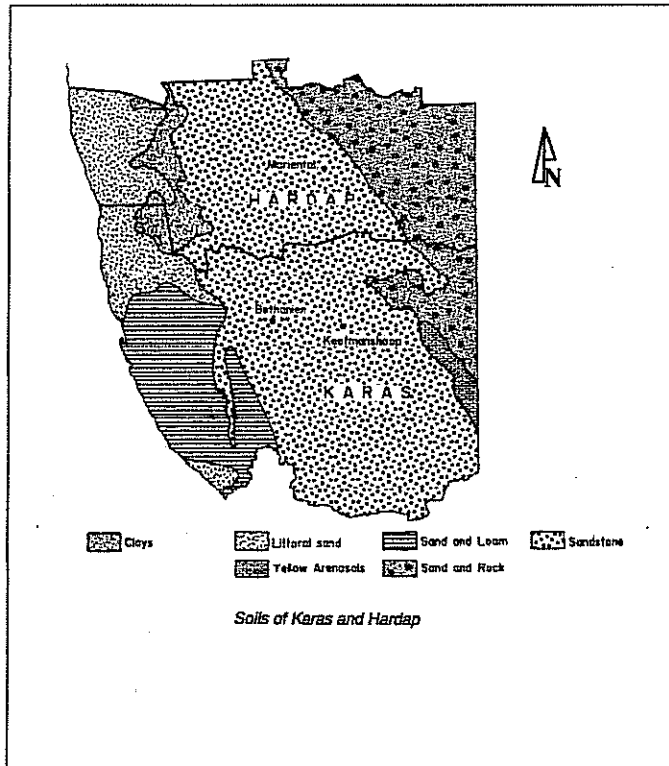 N
Mariental
HARDAP
Bethanien
Keetmanshoop
KARAS
Clays Littoral sand Sand and Loam Sandstone
Yellow Arenosols Sand and Rock
Soils of Karas and Hardap